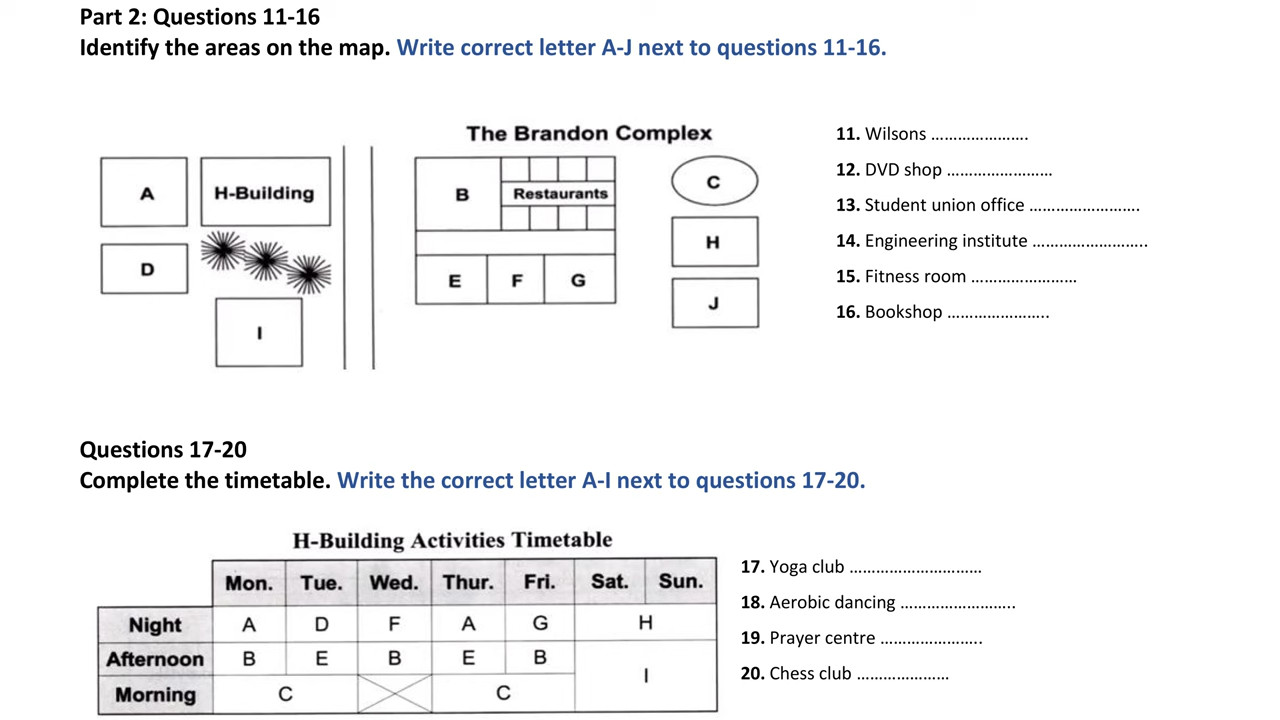 Part 2: Questions 11-16
Identify the areas on the map. Write correct letter A-J next to questions 11-16.
The Brandon Complex
A
H-Building
D
I
B
Restaurants
E
F
G
C
H
J
11. Wilsons ………………….
12. DVD shop ……………………
13. Student union office …………………….
14. Engineering institute ……………………..
15. Fitness room ……………………
16. Bookshop …………………..
Questions 17-20
Complete the timetable. Write the correct letter A-I next to questions 17-20.
H-Building Activities Timetable
Mon. Tue. Wed. Thur. Fri. Sat. Sun.
Night A D F A G H
Afternoon B E B E B I
Morning C C
17. Yoga club …………………………
18. Aerobic dancing ……………………..
19. Prayer centre …………………..
20. Chess club …………………